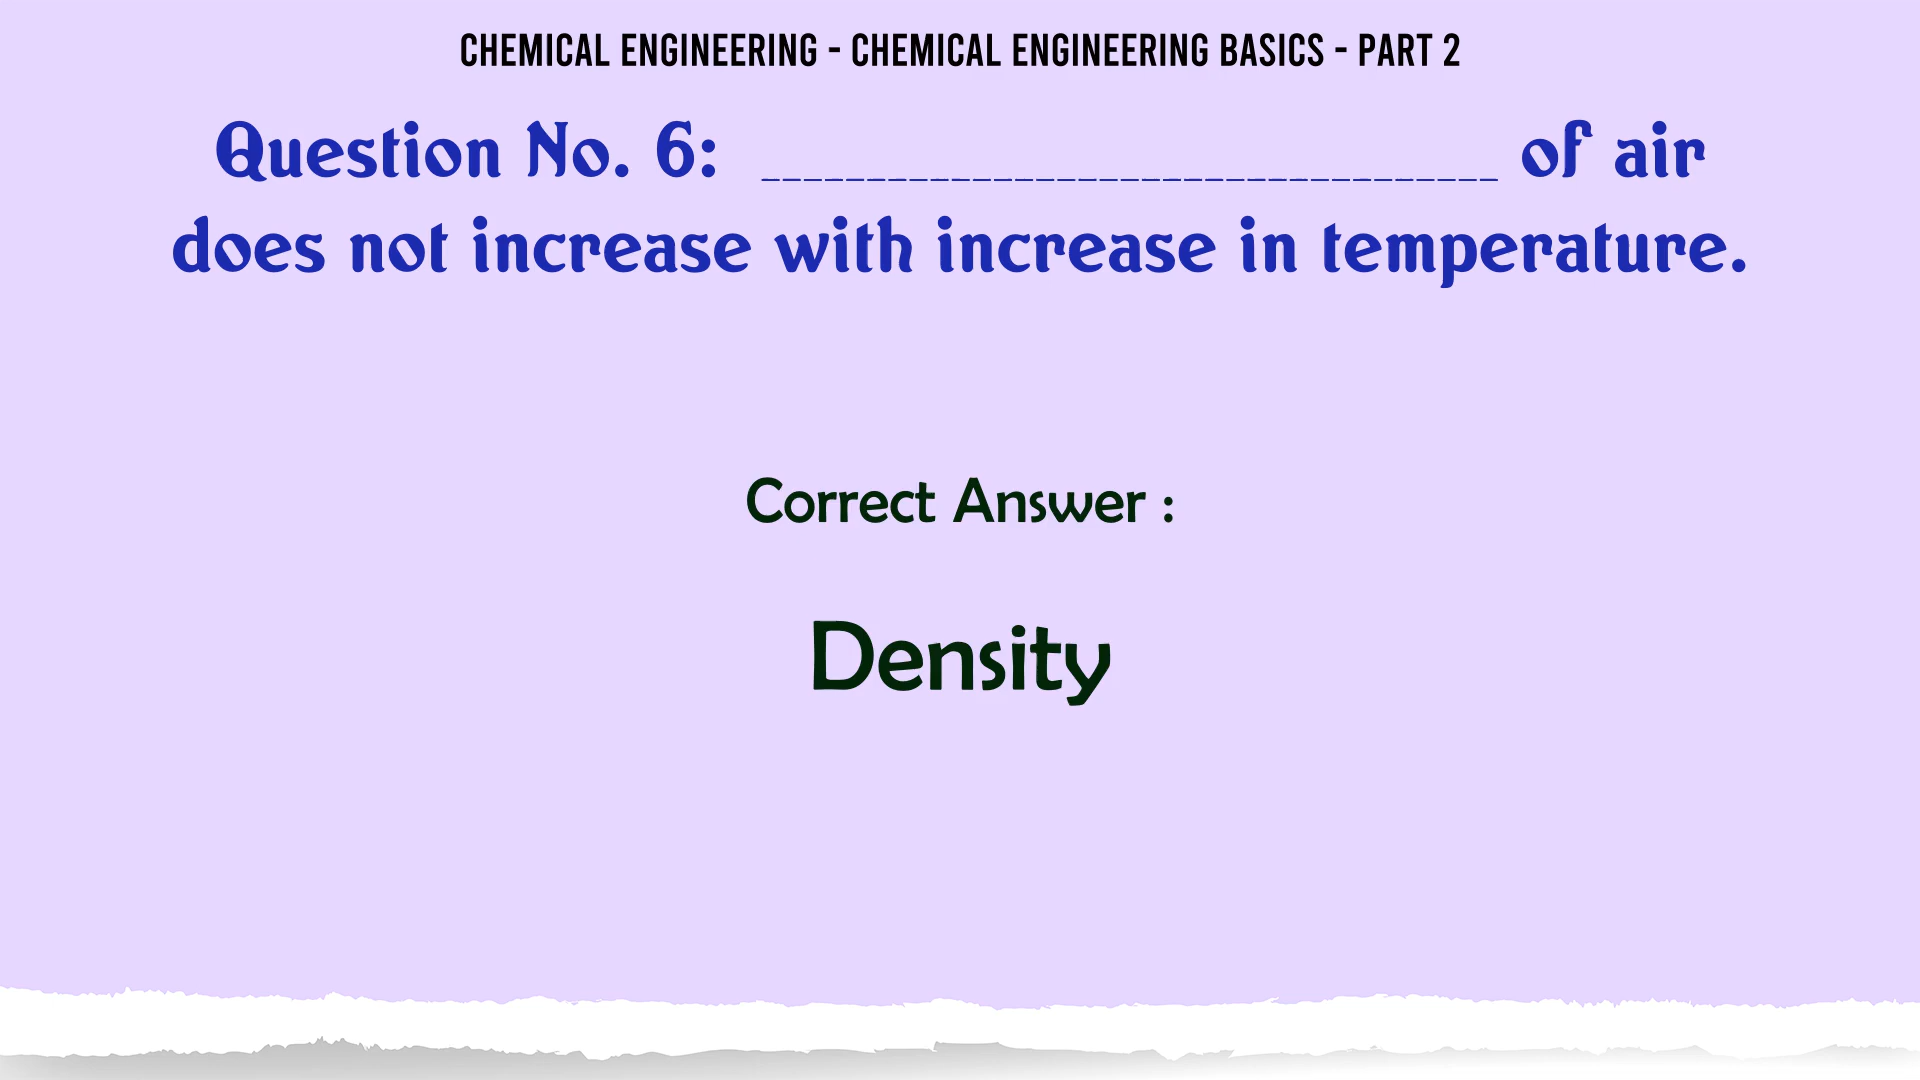 CHEMICAL ENGINEERING - CHEMICAL ENGINEERING BASICS - PART 2
Question No. 6: ___________________________________ of air
does not increase with increase in temperature.
Correct Answer :
Density